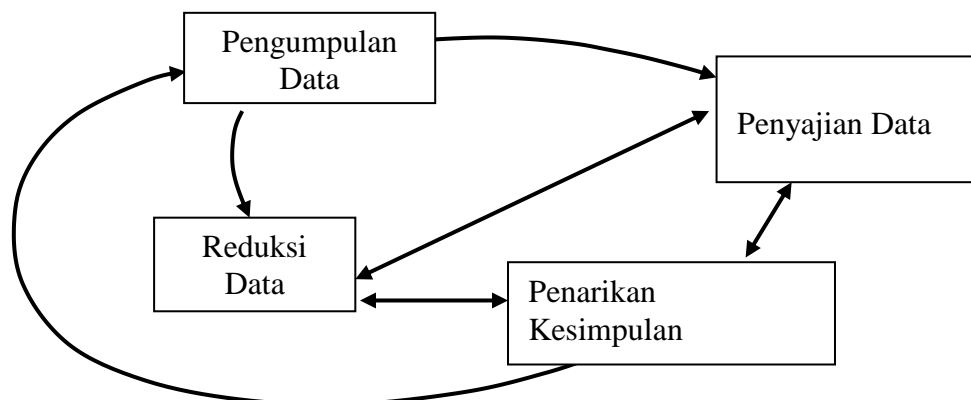 Pengumpulan
Data
Penyajian Data
Reduksi
Data
Penarikan
Kesimpulan